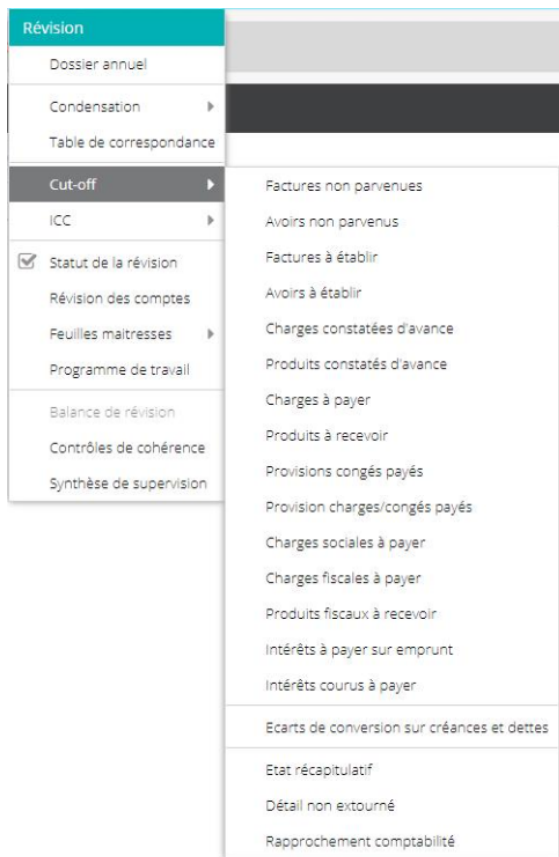 Révision
Dossier annuel
Condensation
Table de correspondance
Cut-off
ICC
Statut de la révision
Révision des comptes
Feuilles maitresses
Programme de travail
Balance de révision
Contrôles de cohérence
Synthèse de supervision
Factures non parvenues
Avoirs non parvenus
Factures à établir
Avoirs à établir
Charges constatées d'avance
Produits constatés d'avance
Charges à payer
Produits à recevoir
Provisions congés payés
Provision charges/congés payés
Charges sociales à payer
Charges fiscales à payer
Produits fiscaux à recevoir
Intérêts à payer sur emprunt
Intérêts courus à payer
Ecarts de conversion sur créances et dettes
Etat récapitulatif
Détail non extourné
Rapprochement comptabilité